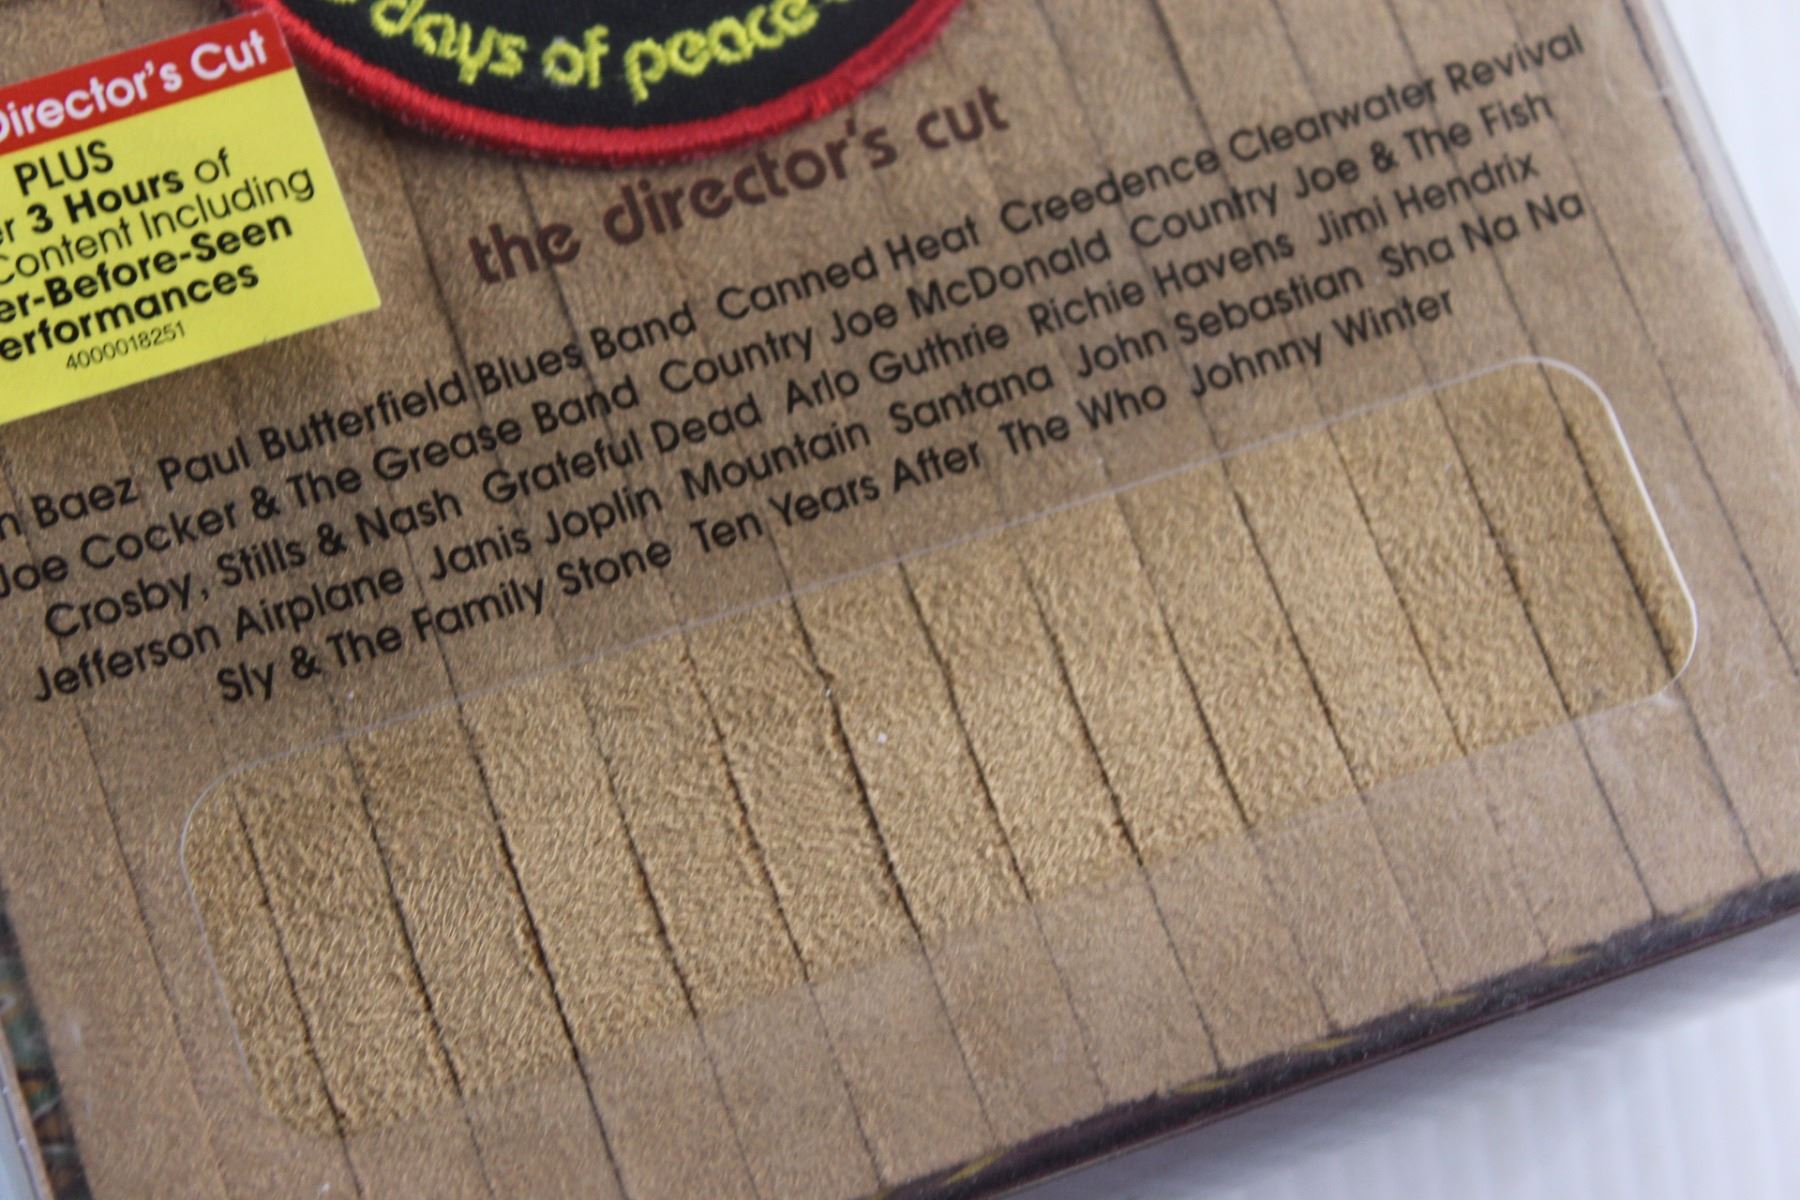 days of peace
Director's Cut
PLUS
3 Hours of
Content Including
er-Before-Seen
erformances
4000018251
the director's cut
n Baez Paul Butterfield Blues Band Canned Heat Creedence Clearwater Revival
Joe Cocker & The Grease Band Country Joe McDonald Country Joe & The Fish
Crosby, Stills & Nash Grateful Dead Arlo Guthrie Richie Havens Jimi Hendrix
Jefferson Airplane Janis Joplin Mountain Santana John Sebastian Sha Na Na
Sly & The Family Stone Ten Years After The Who Johnny Winter